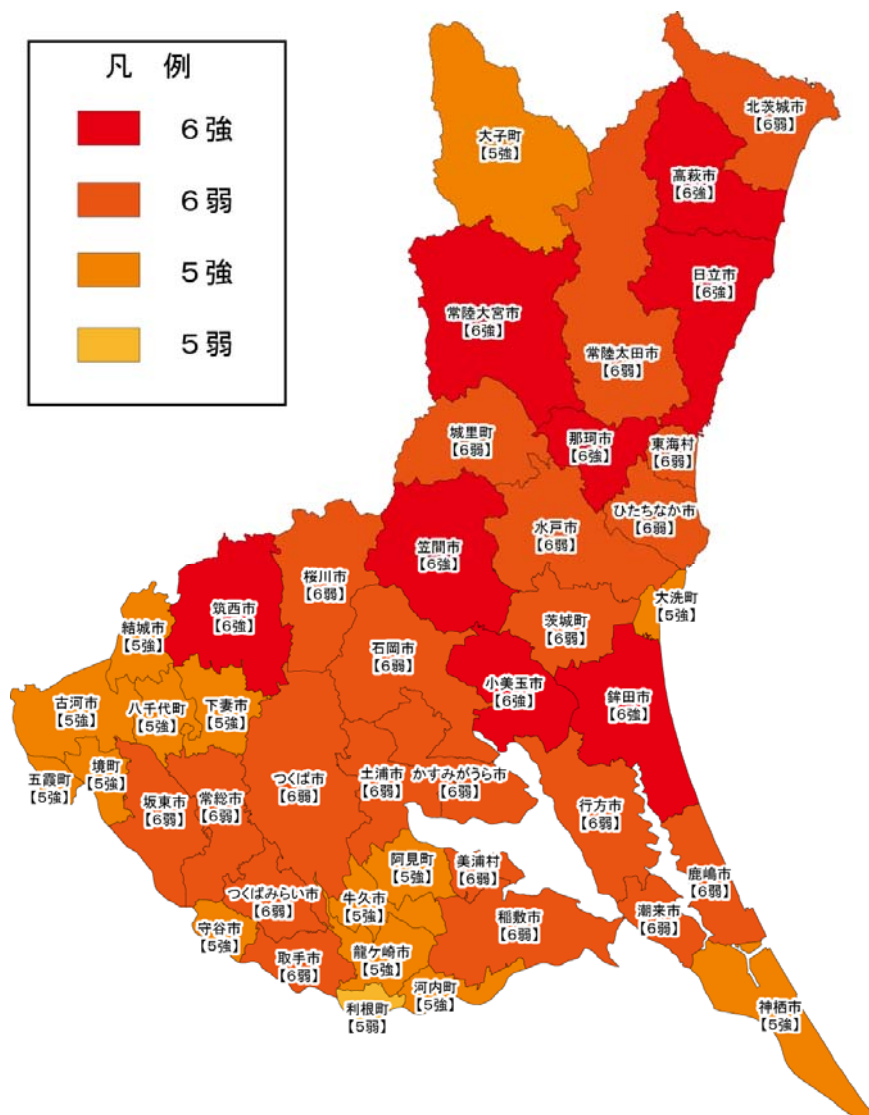 凡 例
６強
６弱
５強
５弱
北茨城市
【6弱】
大子町
【5強】
高萩市
【6強】
日立市
【6強】
常陸大宮市
【6強】
常陸太田市
【6弱】
城里町
【6弱】
那珂市
【6強】
東海村
【6弱】
ひたちなか市
【6弱】
水戸市
【6弱】
笠間市
【6強】
桜川市
【6弱】
筑西市
【6強】
大洗町
【5強】
茨城町
【6弱】
結城市
【5強】
石岡市
【6弱】
小美玉市
【6強】
鉾田市
【6強】
古河市
【5強】
八千代町
【5強】
下妻市
【5強】
五霞町
【5強】
境町
【5強】
坂東市
【6弱】
常総市
【6弱】
つくば市
【6弱】
土浦市
【6弱】
かすみがうら市
【6弱】
行方市
【6弱】
阿見町
【5強】
美浦村
【6弱】
鹿嶋市
【6弱】
つくばみらい市
【6弱】
牛久市
【5強】
稲敷市
【6弱】
潮来市
【6弱】
守谷市
【5強】
取手市
【6弱】
龍ケ崎市
【5強】
河内町
【5強】
利根町
【5弱】
神栖市
【5強】